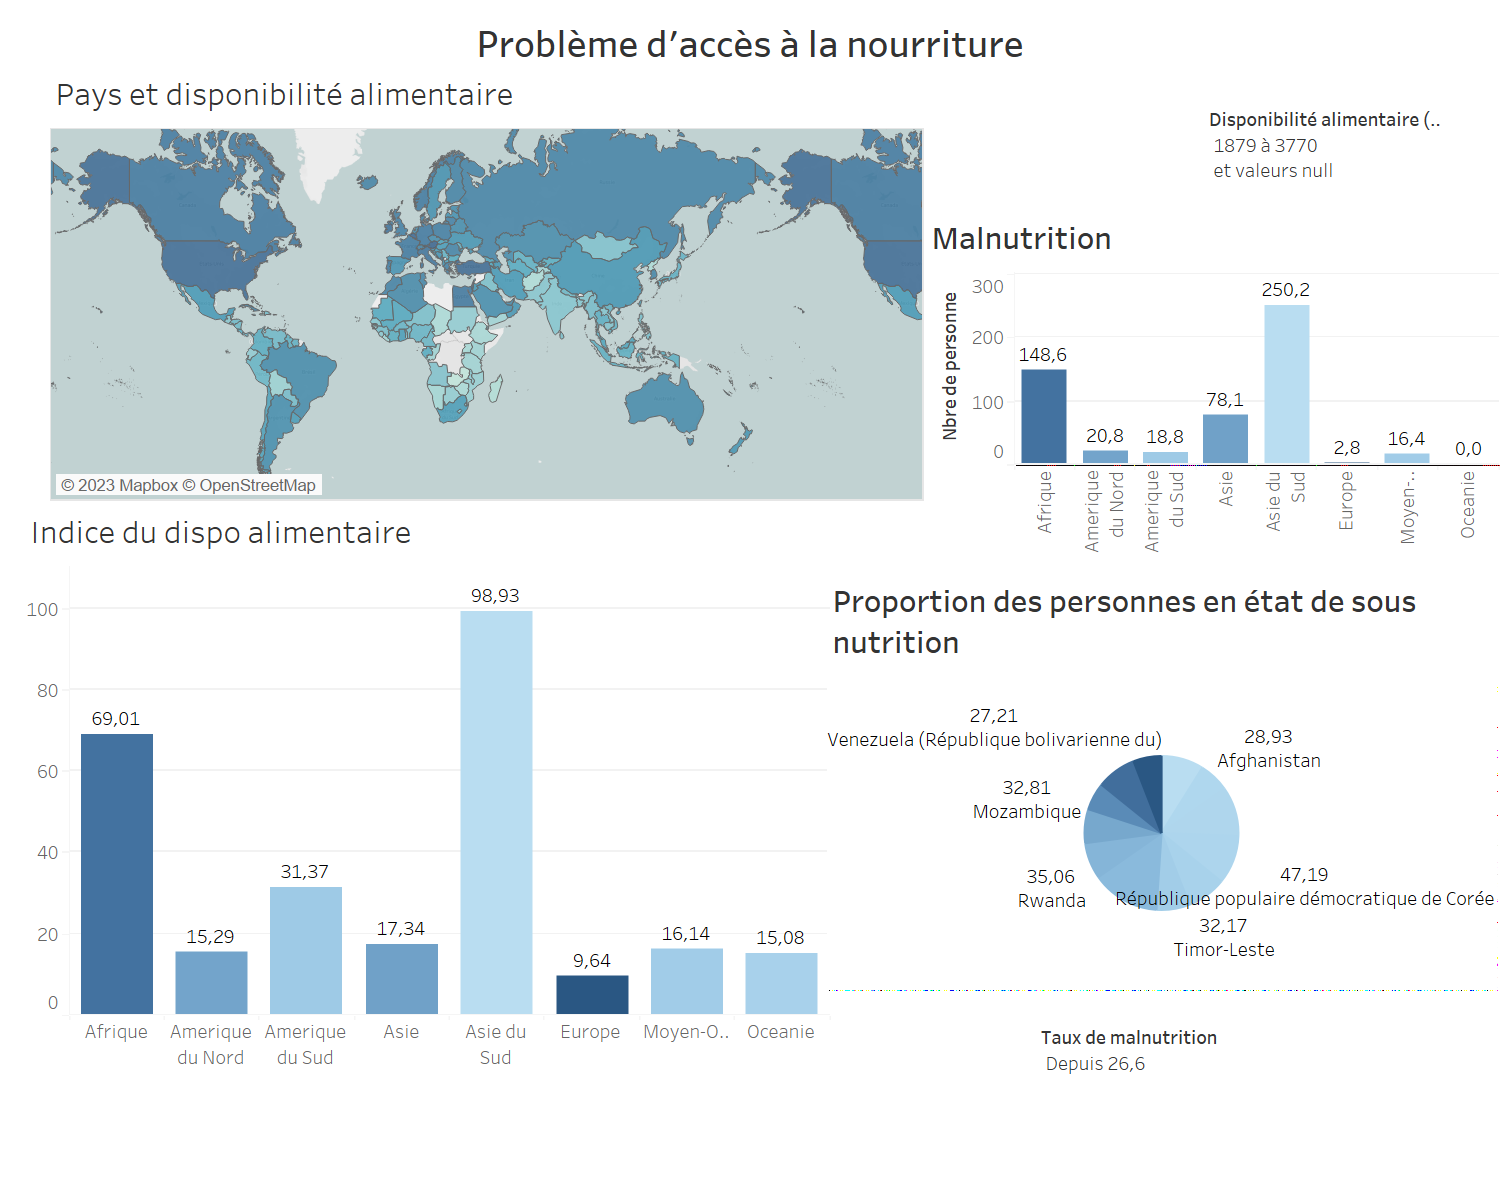 Problème d’accès à la nourriture
Pays et disponibilité alimentaire
© 2023 Mapbox © OpenStreetMap
Disponibilité alimentaire (..
1879 à 3770
et valeurs null
Malnutrition
Nbre de personne
300
200
100
0
148,6
20,8
18,8
78,1
250,2
2,8
16,4
0,0
Afrique
Amerique
du Nord
Amerique
du Sud
Asie
Asie du
Sud
Europe
Moyen-..
Oceanie
Indice du dispo alimentaire
100
80
60
40
20
0
69,01
15,29
31,37
17,34
98,93
9,64
16,14
15,08
Afrique
Amerique
du Nord
Amerique
du Sud
Asie
Asie du
Sud
Europe
Moyen-O..
Oceanie
Proportion des personnes en état de sous
nutrition
27,21
Venezuela (République bolivarienne du)
28,93
Afghanistan
32,81
Mozambique
47,19
République populaire démocratique de Corée
35,06
Rwanda
32,17
Timor-Leste
Taux de malnutrition
Depuis 26,6